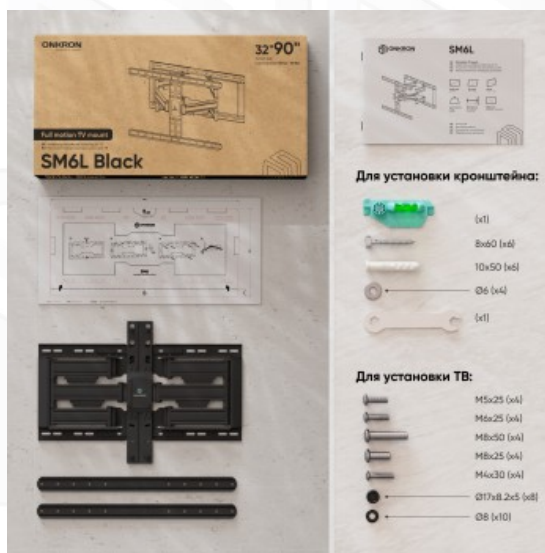 ONKRON
32"90"
Full motion TV mount
SM6L Black
ONKRON
SM6L
Для установки кронштейна:
(x1)
8x60 (x6)
10x50 (x6)
Ø6 (x4)
(x1)
Для установки ТВ:
M5x25 (x4)
M6x25 (x4)
M8x50 (x4)
M8x25 (x4)
M4x30 (x4)
Ø17x8.2x5 (x8)
Ø8 (x10)